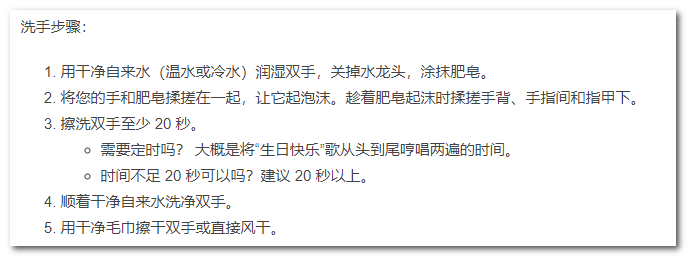 洗手步骤：
1. 用干净自来水（温水或冷水）润湿双手，关掉水龙头，涂抹肥皂。
2. 将您的手和肥皂揉搓在一起，让它起泡沫。趁着肥皂起沫时揉搓手背、手指间和指甲下。
3. 擦洗双手至少 20 秒。
○ 需要定时吗？ 大概是将“生日快乐”歌从头到尾哼唱两遍的时间。
○ 时间不足 20 秒可以吗？建议 20 秒以上。
4. 顺着干净自来水洗净双手。
5. 用干净毛巾擦干双手或直接风干。